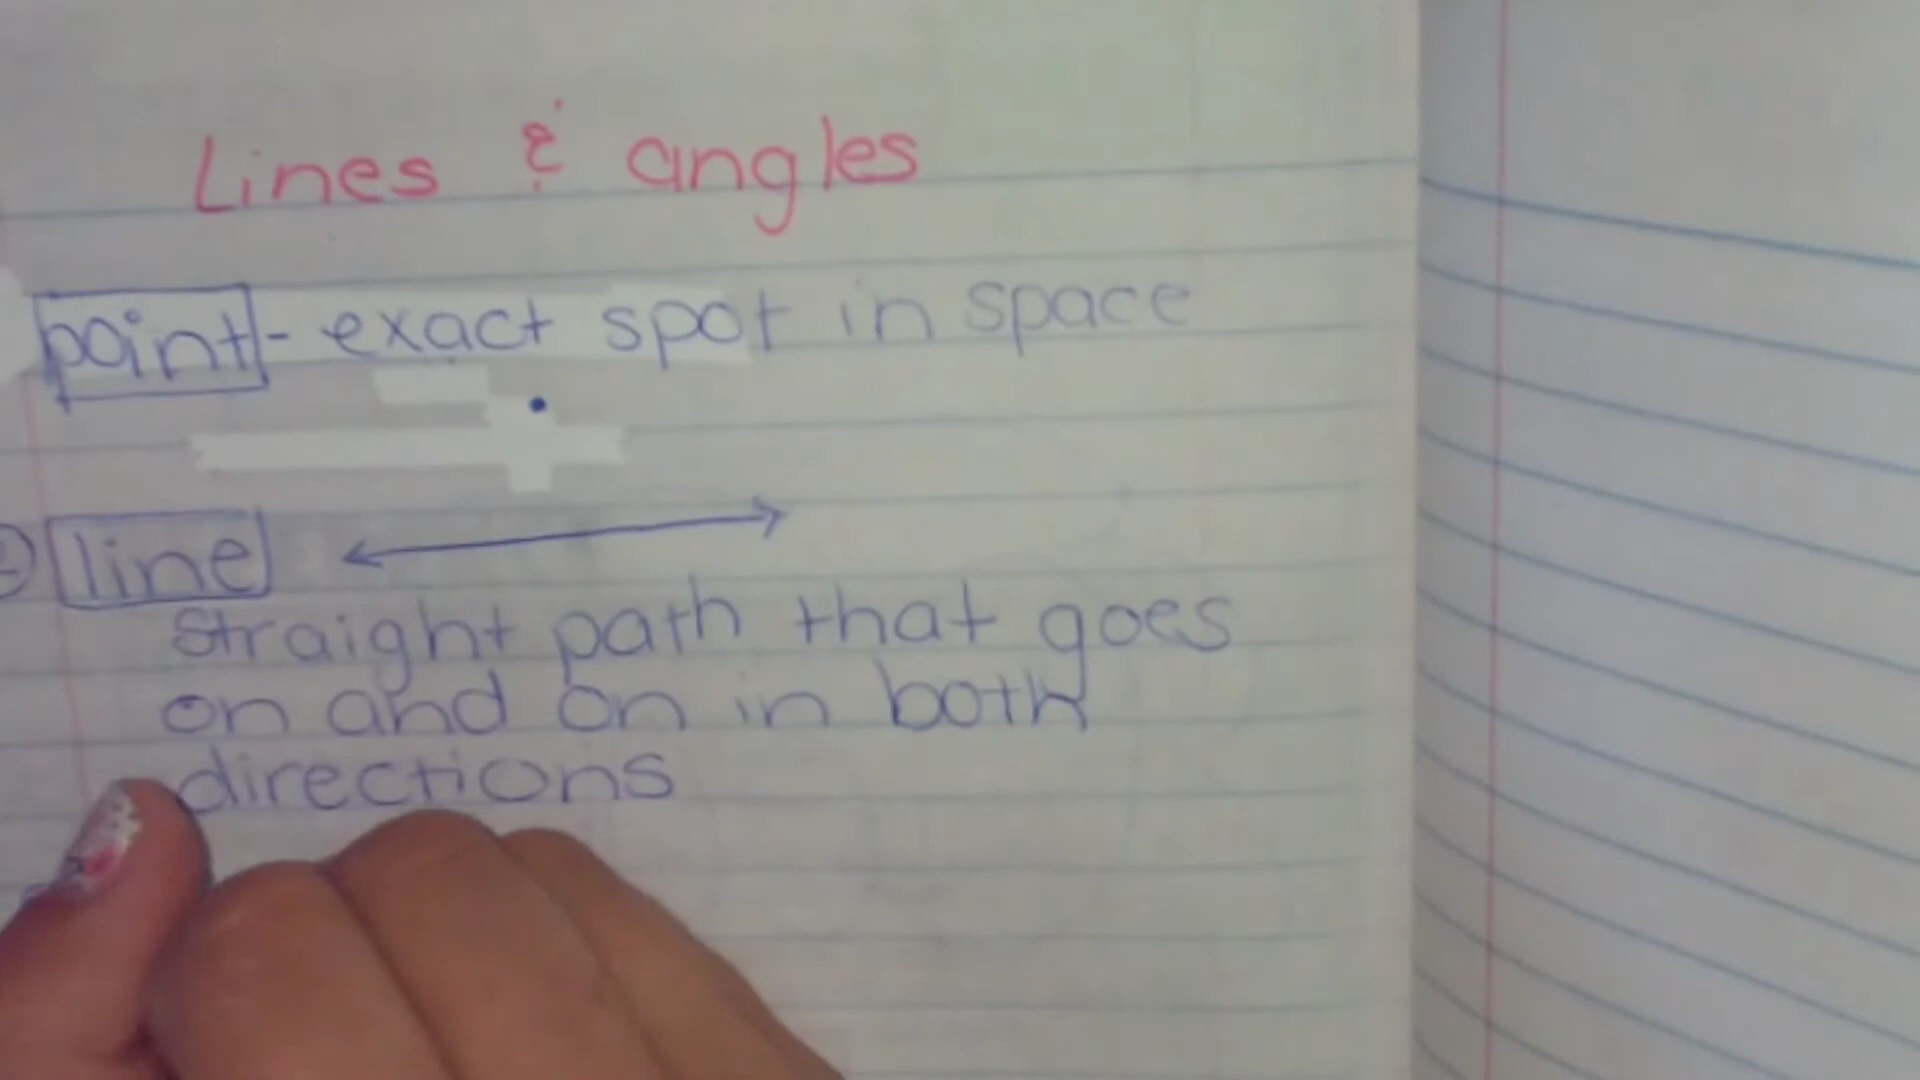 Lines & angles
point - exact spot in space
line
straight path that goes
on and on in both
directions